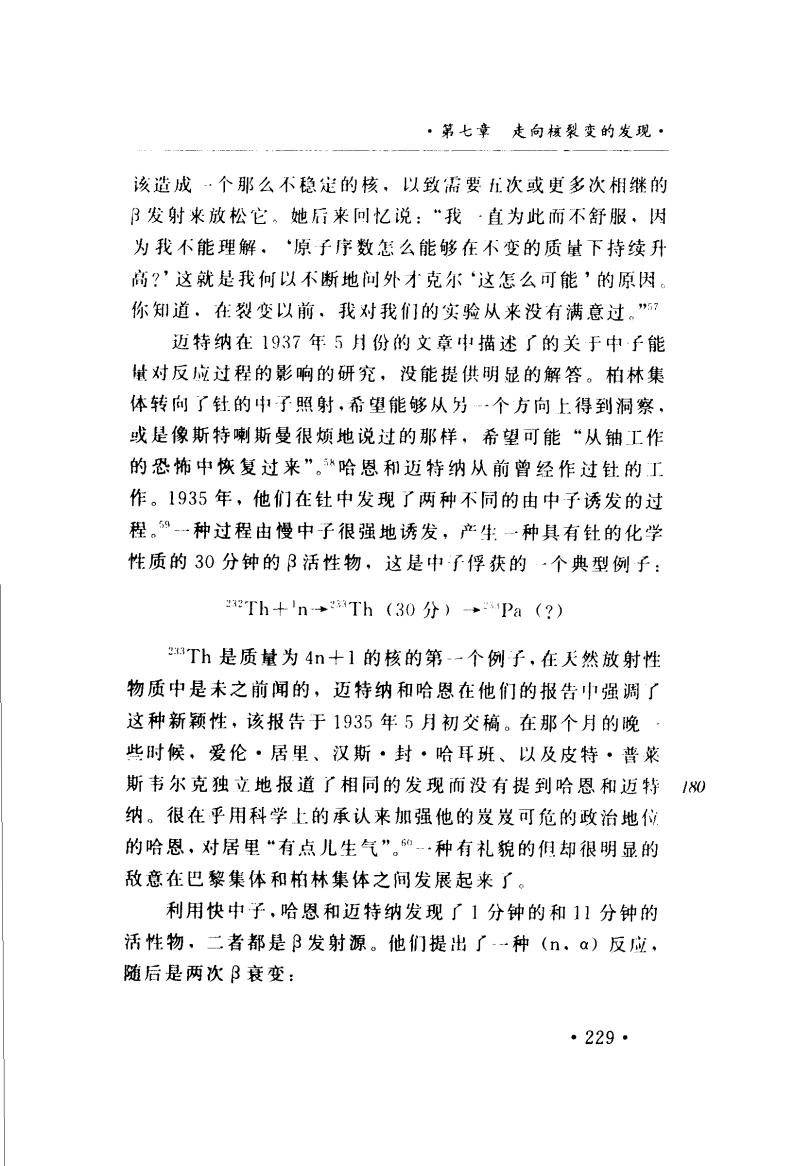 ·第七章 走向核裂变的发现·
该造成一个那么不稳定的核，以致需要五次或更多次相继的
β发射来放松它。她后来回忆说：“我一直为此而不舒服，因
为我不能理解，‘原子序数怎么能够在不变的质量下持续升
高?’这就是我何以不断地问外才克尔‘这怎么可能’的原因。
你知道，在裂变以前，我对我们的实验从来没有满意过。”⁵⁷
迈特纳在 1937 年 5 月份的文章中描述了的关于中子能
量对反应过程的影响的研究，没能提供明显的解答。柏林集
体转向了钍的中子照射，希望能够从另一个方向上得到洞察，
或是像斯特喇斯曼很烦地说过的那样，希望可能“从铀工作
的恐怖中恢复过来”。⁵⁸哈恩和迈特纳从前曾经作过钍的工
作。1935 年，他们在钍中发现了两种不同的由中子诱发的过
程。⁵⁹一种过程由慢中子很强地诱发，产生一种具有钍的化学
性质的 30 分钟的β活性物，这是中子俘获的一个典型例子：
²³²Th＋¹n→²³³Th（30 分）→²³³Pa（?）
²³³Th 是质量为 4n＋1 的核的第一个例子，在天然放射性
物质中是未之前闻的，迈特纳和哈恩在他们的报告中强调了
这种新颖性，该报告于 1935 年 5 月初交稿。在那个月的晚一
些时候，爱伦·居里、汉斯·封·哈耳班、以及皮特·普莱
斯韦尔克独立地报道了相同的发现而没有提到哈恩和迈特
180
纳。很在乎用科学上的承认来加强他的岌岌可危的政治地位
的哈恩，对居里“有点儿生气”。⁶⁰一种有礼貌的但却很明显的
敌意在巴黎集体和柏林集体之间发展起来了。
利用快中子，哈恩和迈特纳发现了 1 分钟的和 11 分钟的
活性物，二者都是β发射源。他们提出了一种（n，α）反应，
随后是两次β衰变：
·229·